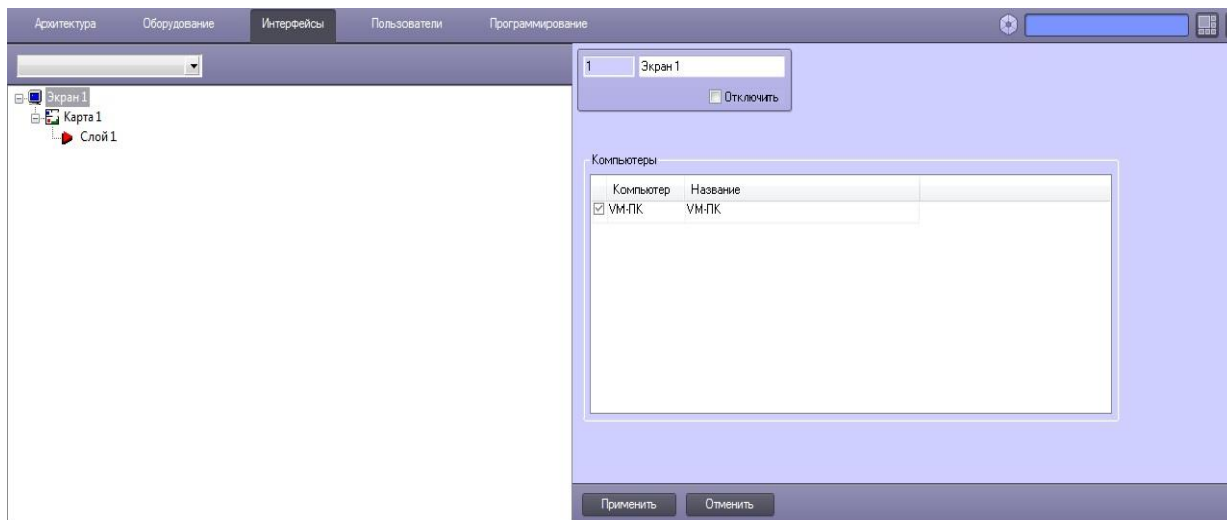 Архитектура Оборудование Интерфейсы Пользователи Программирование
1 Экран 1
Отключить
Экран 1
Карта 1
Слой 1
Компьютеры
Компьютер Название
VM-ПК VM-ПК
Применить Отменить